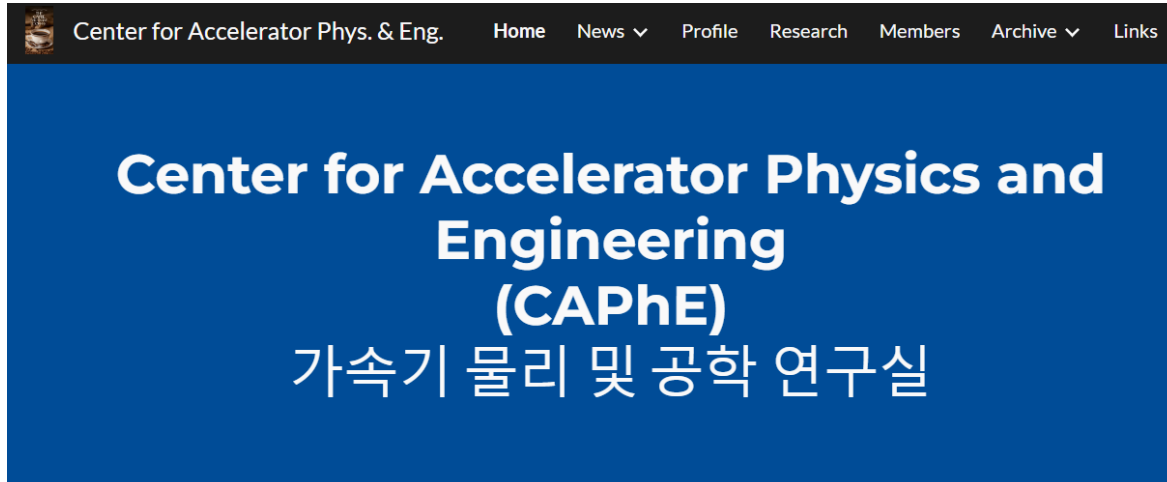 Center for Accelerator Phys. & Eng. Home News Profile Research Members Archive Links
Center for Accelerator Physics and
Engineering
(CAPhE)
가속기 물리 및 공학 연구실